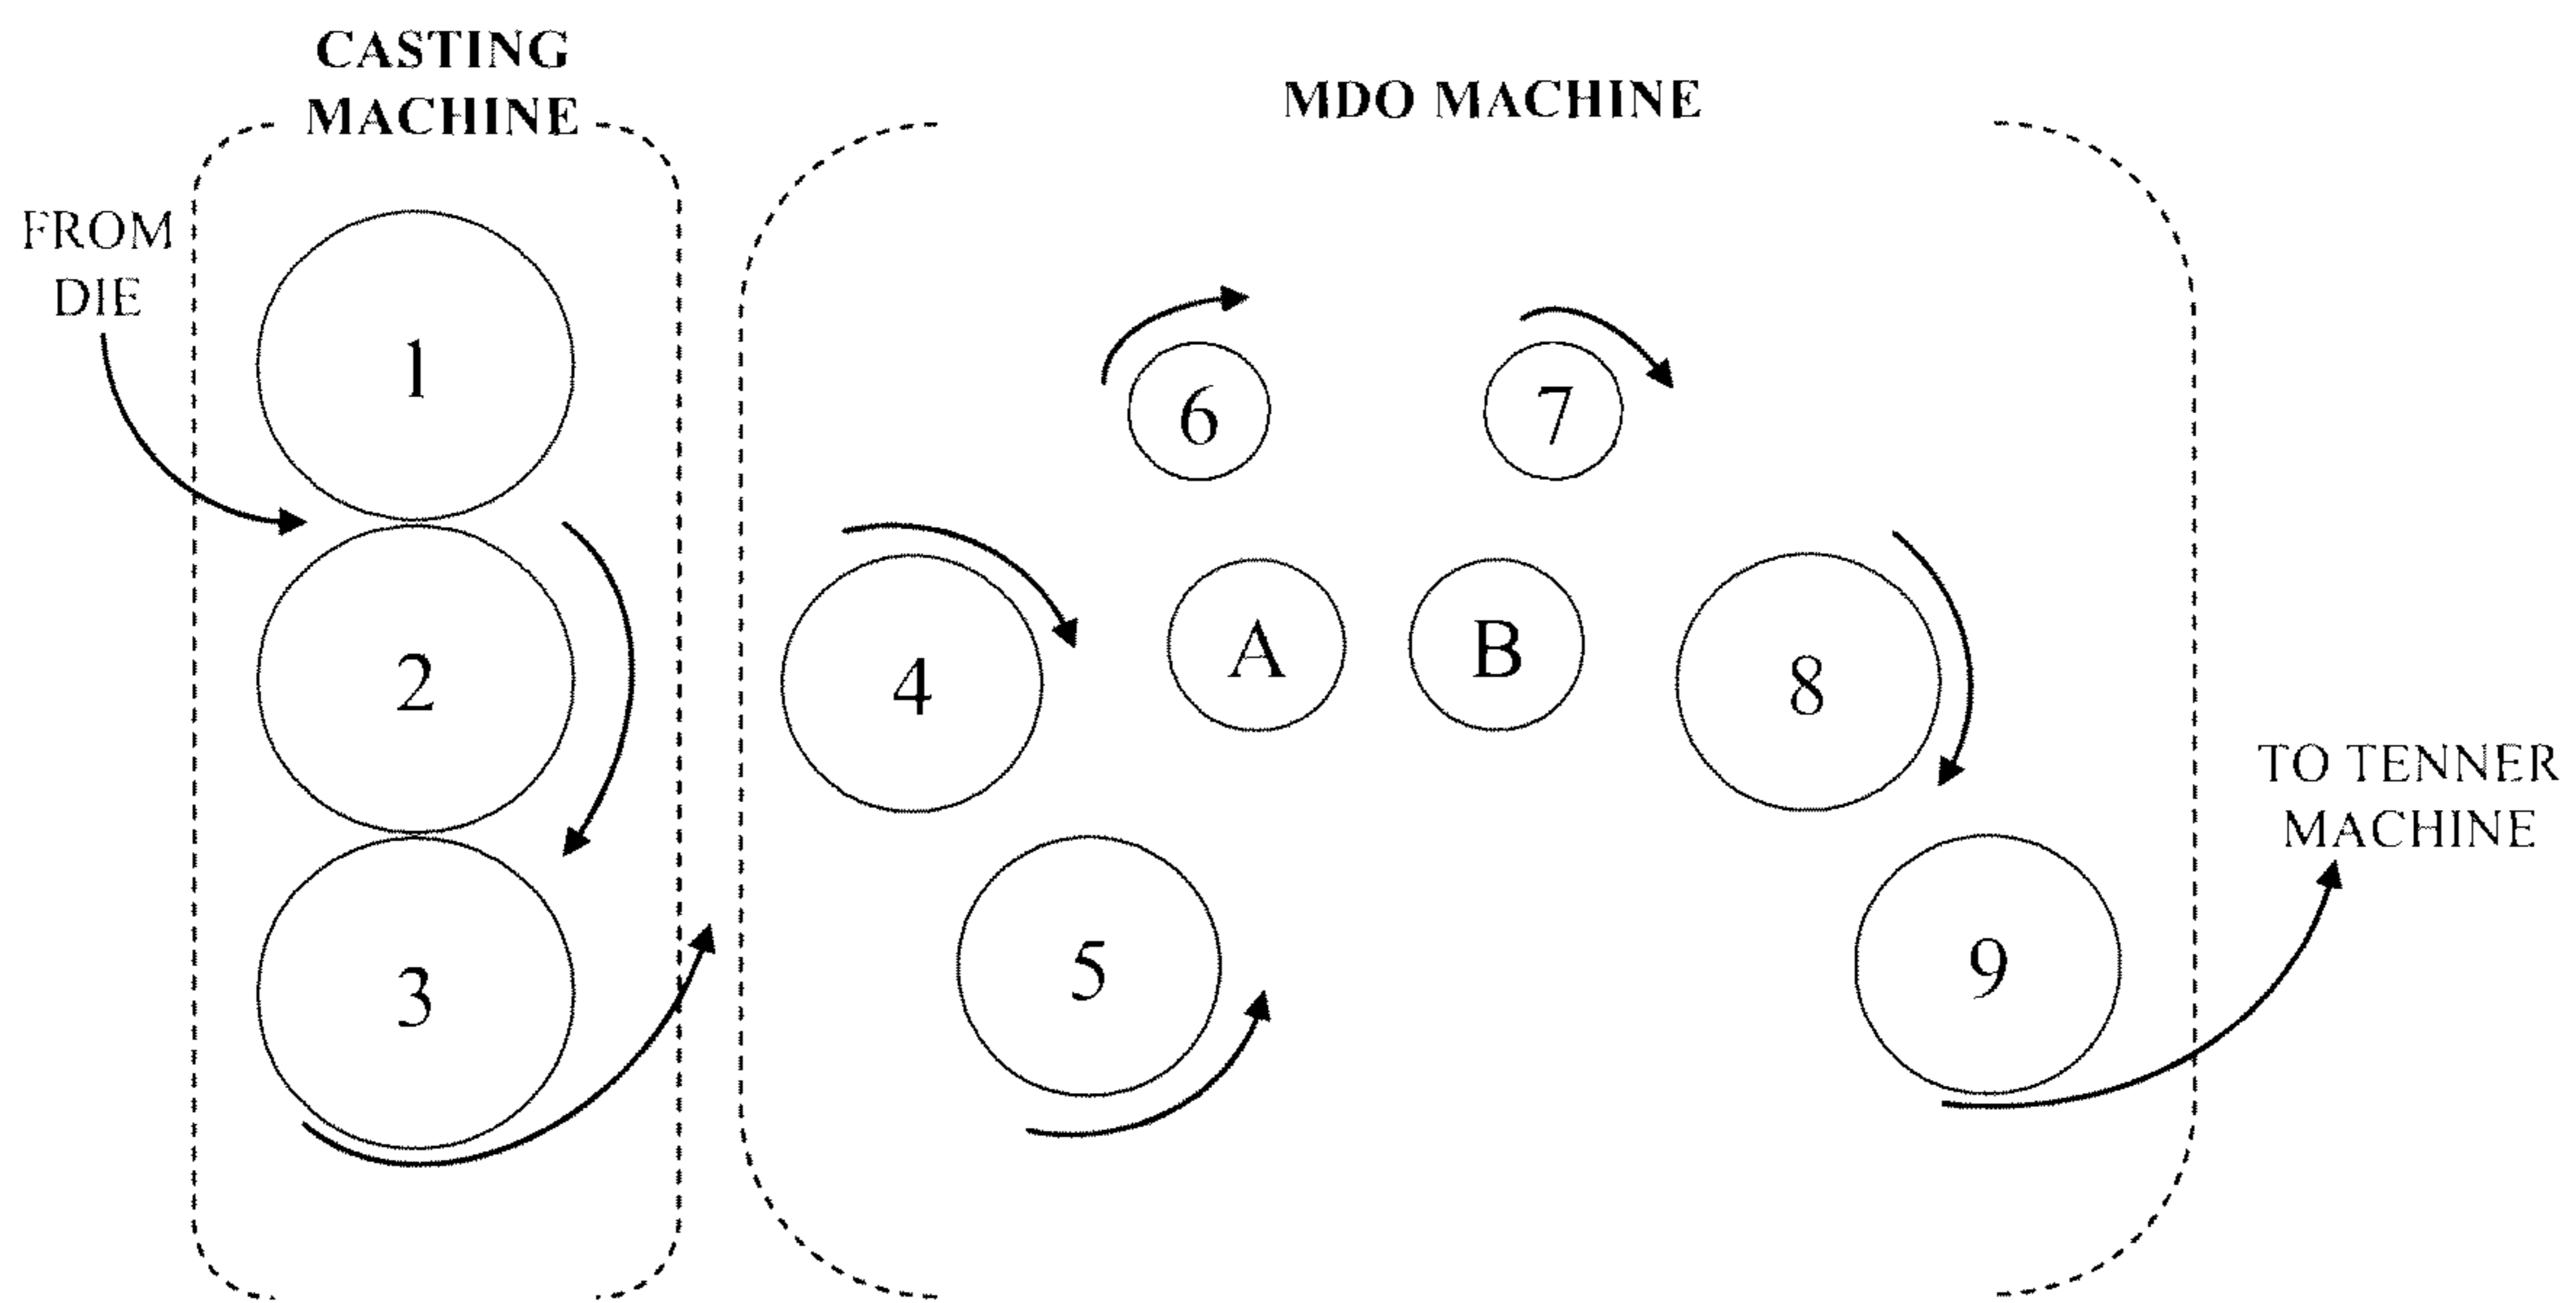 CASTING
MACHINE
MDO MACHINE
FROM
DIE
1
2
3
4
5
6
7
A
B
8
9
TO TENNER
MACHINE